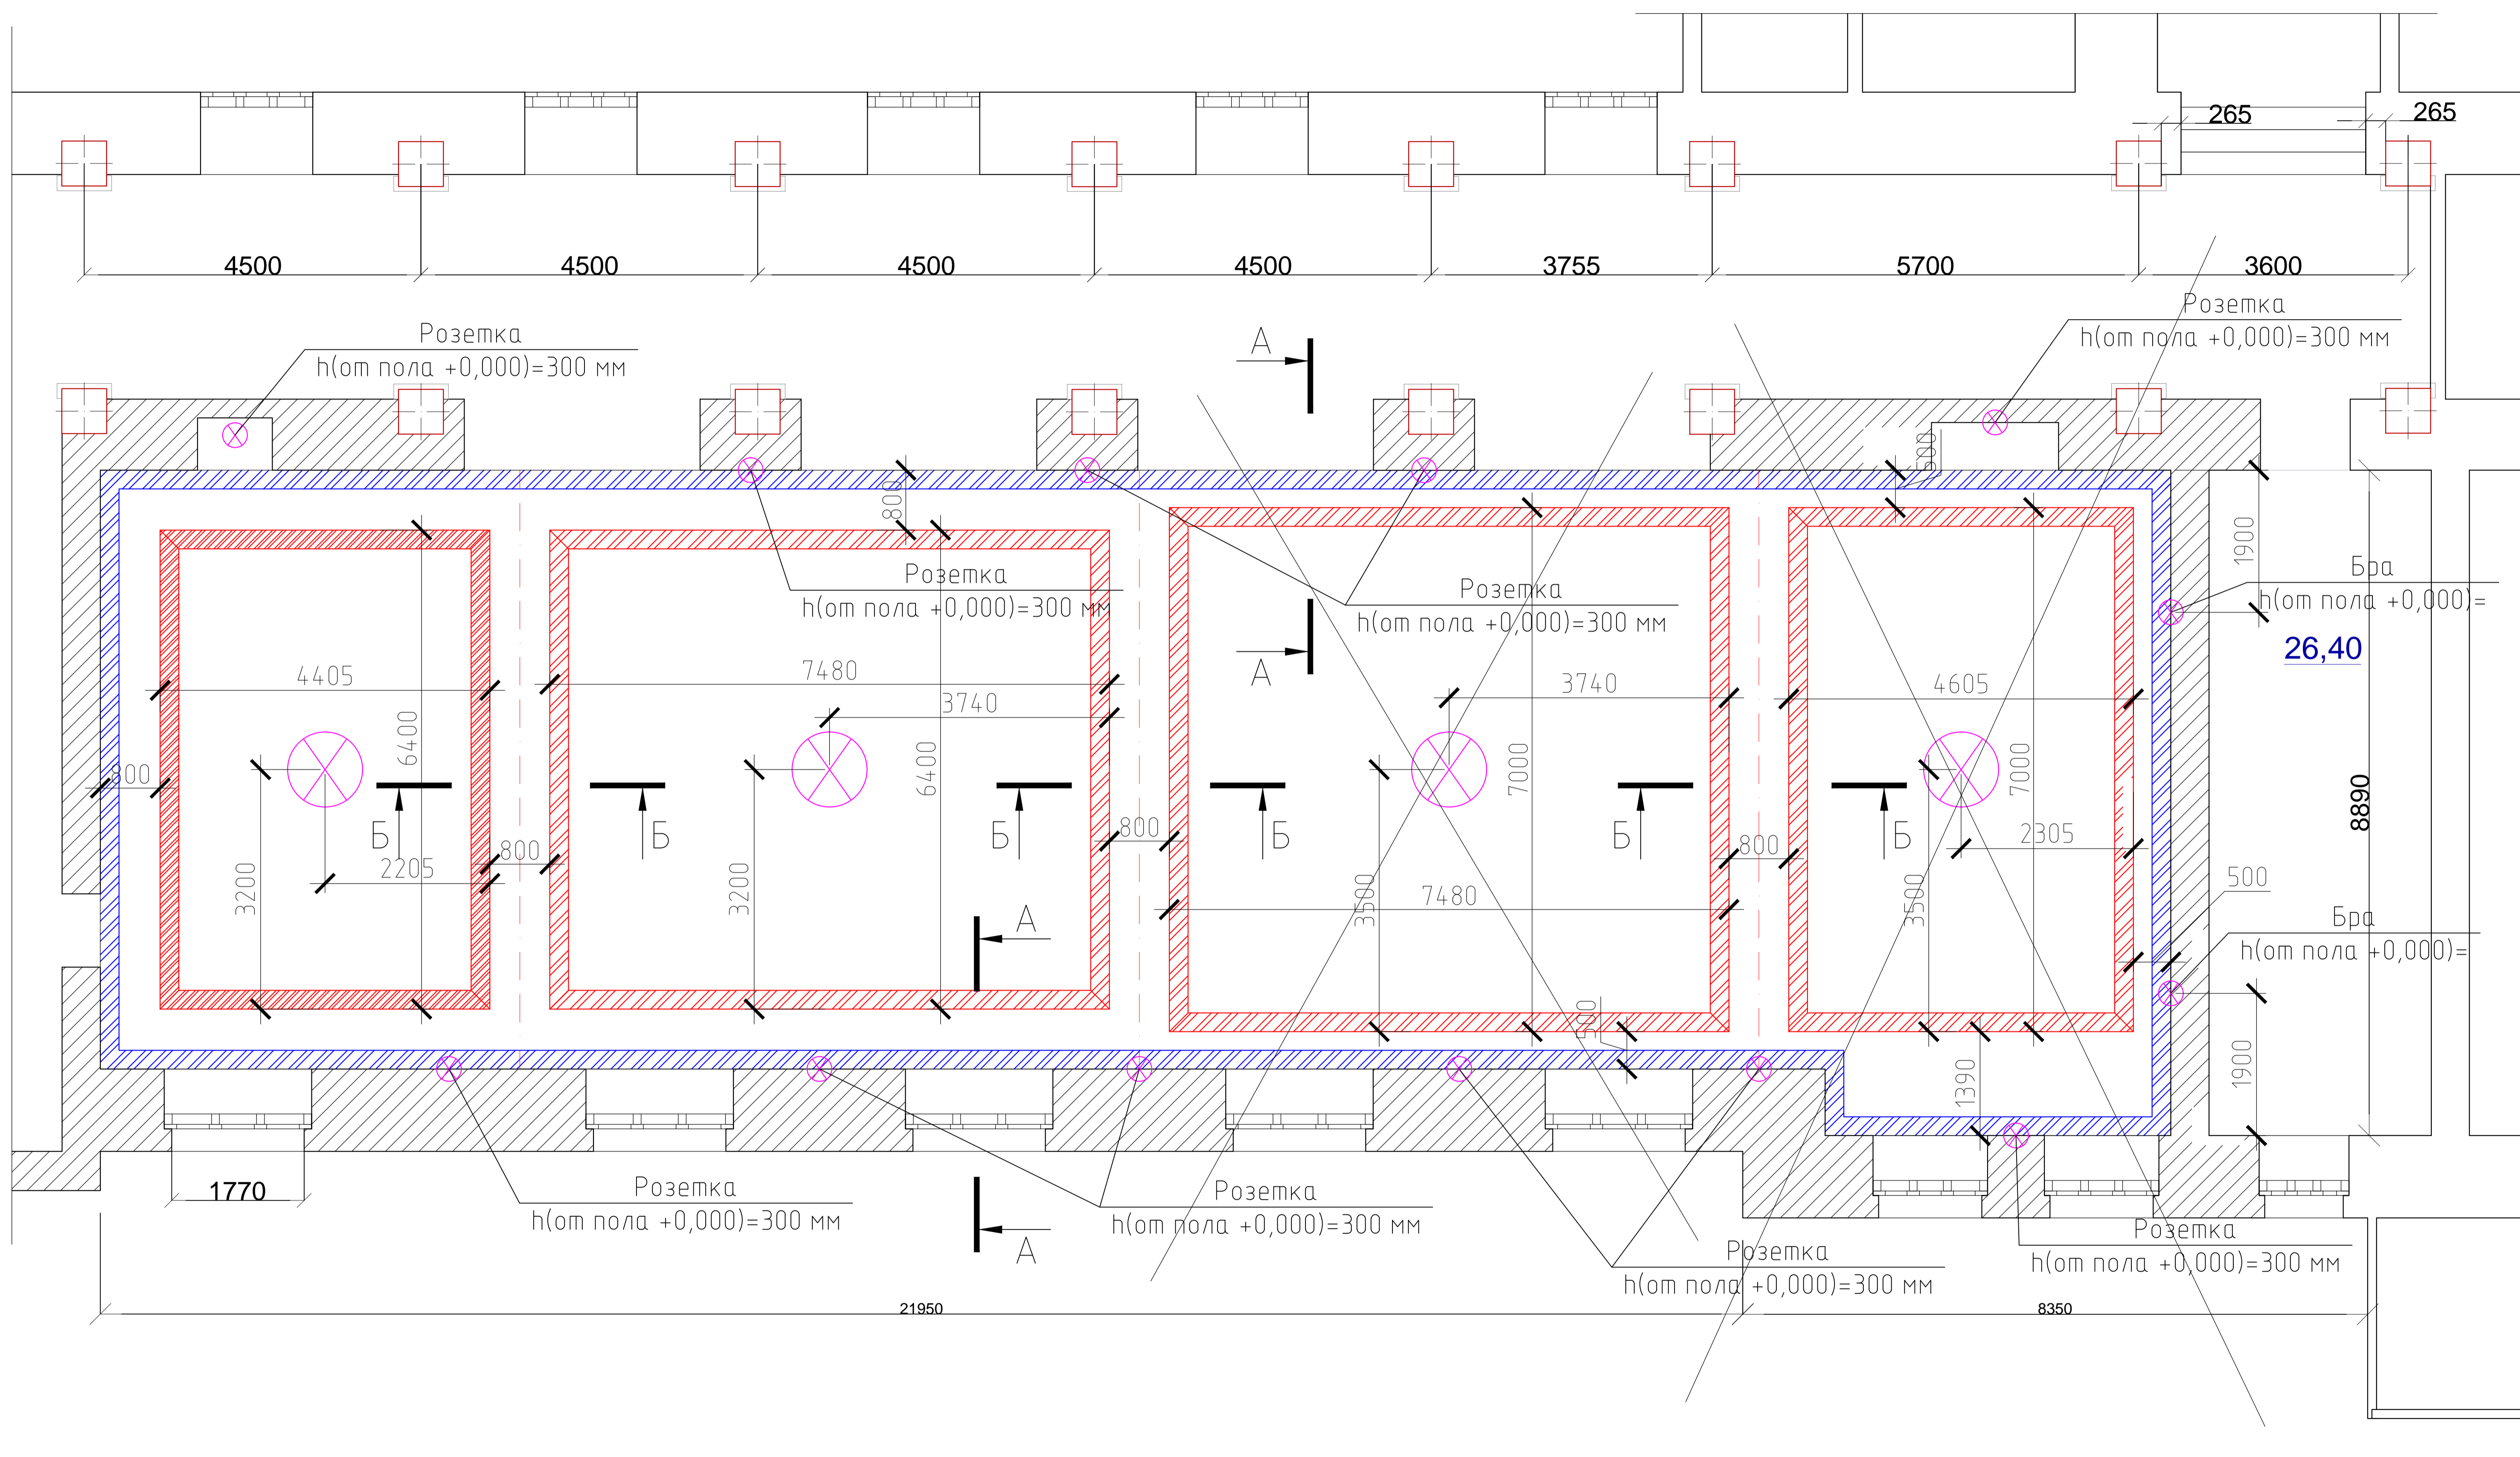 265
265
4500
4500
4500
4500
3755
5700
3600
Розетка
h(от пола +0,000)=300 мм
А
Розетка
h(от пола +0,000)=300 мм
500
800
1900
Розетка
h(от пола +0,000)=300 мм
Розетка
h(от пола +0,000)=300 мм
Бра
h(от пола +0,000)=
26,40
А
4405
7480
3740
3740
4605
6400
6400
7000
7000
800
8890
Б
Б
Б
Б
Б
Б
800
800
800
2305
2205
3200
3200
3500
7480
3500
500
Бра
h(от пола +0,000)=
А
500
1390
1900
1770
Розетка
h(от пола +0,000)=300 мм
Розетка
h(от пола +0,000)=300 мм
А
Розетка
h(от пола +0,000)=300 мм
Розетка
h(от пола +0,000)=300 мм
21950
8350